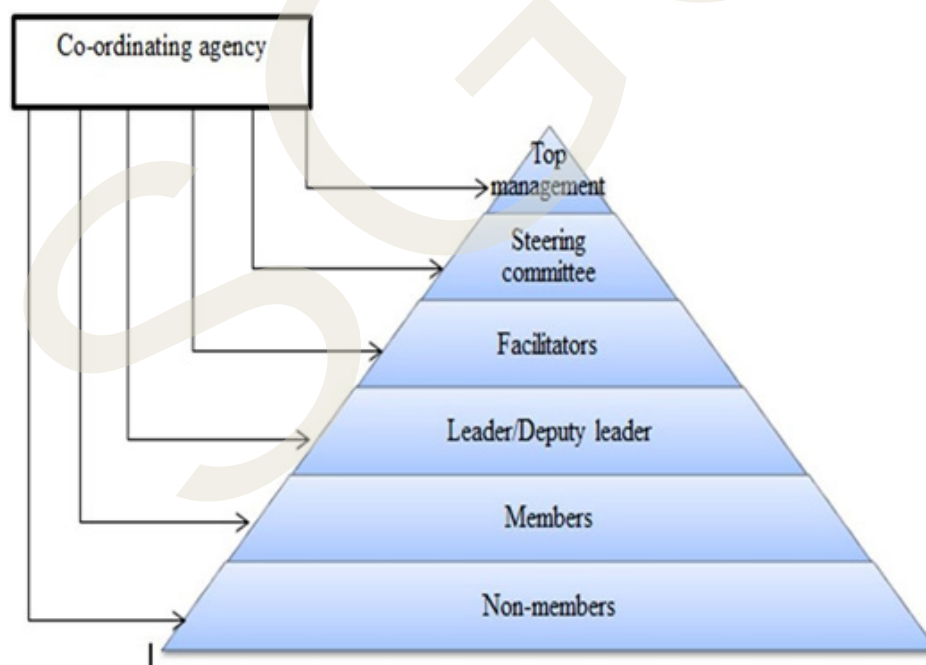 Co-ordinating agency
Top
management
Steering
committee
Facilitators
Leader/Deputy leader
Members
Non-members